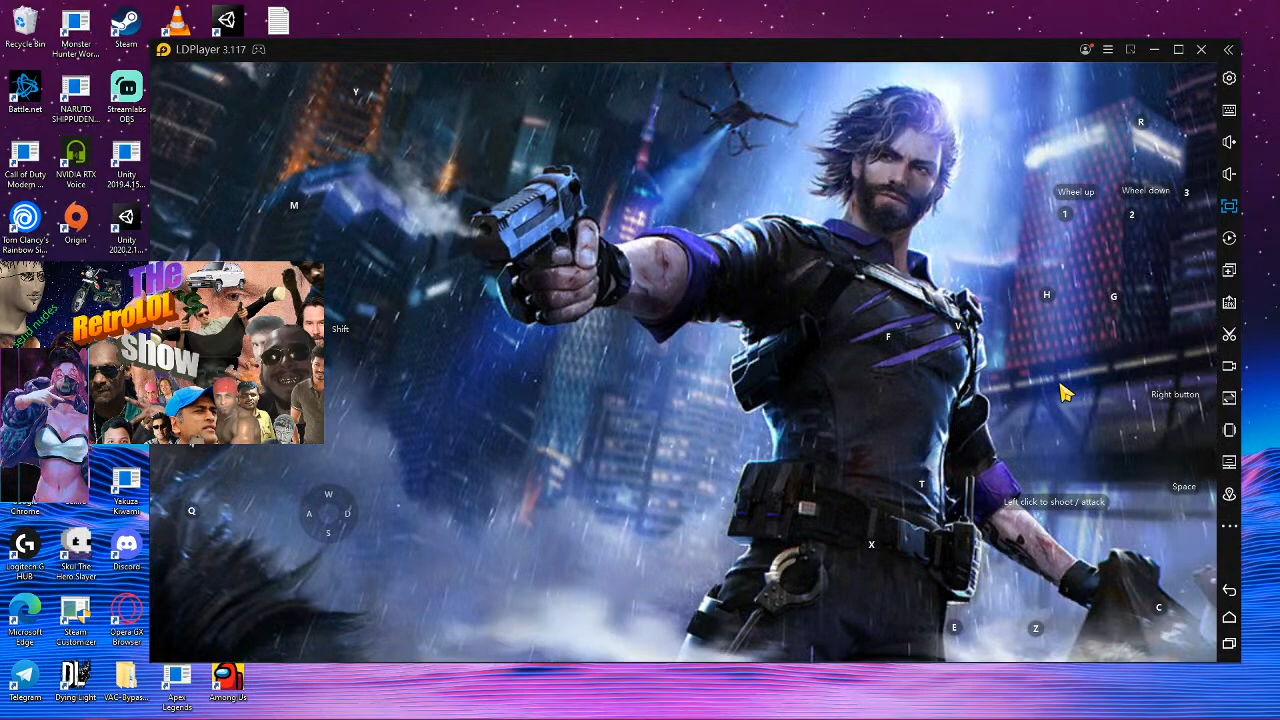 Recycle Bin
Monster
Hunter Wor...
Steam
LDPlayer 3.117
Battle.net
NARUTO
SHIPPUDEN...
Streamlabs
OBS
Call of Duty
Modern ...
NVIDIA RTX
Voice
Unity
2019.4.15...
Tom Clancy's
Rainbow Si...
Origin
Unity
2020.2.1...
Y
R
Wheel up
Wheel down
3
M
1
2
H
G
send nudes
THe
RetroLOL
show
Shift
V
F
Right button
Google
Chrome
Yakuza
Kiwami
T
Space
Left click to shoot / attack
Q
W
A
D
S
X
Logitech G
HUB
Skul The
Hero Slayer
Discord
C
E
Z
Microsoft
Edge
Steam
Customizer
Opera GX
Browser
Telegram
Dying Light
VAC-Bypas...
Apex
Legends
Among Us